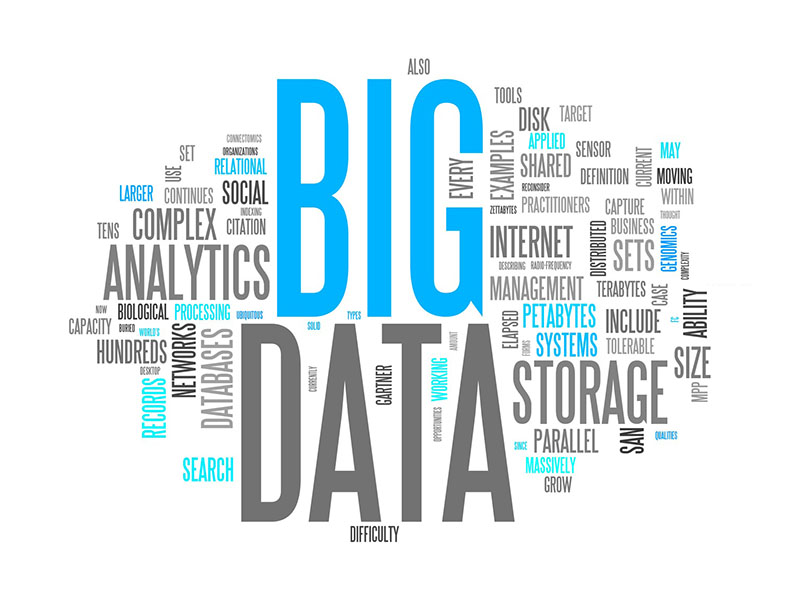 ALSO
BIG
DATA
TOOLS
DISK
TARGET
APPLIED
EXAMPLES
SHARED
SENSOR
CURRENT
MAY
EVERY
RECONSIDER
DEFINITION
MOVING
WITHIN
ZETTABYTES
PRACTITIONERS
CAPTURE
THOUGHT
INTERNET
DISTRIBUTED
BUSINESS
SETS
GENOMICS
COMPLEXITY
DESCRIBING
RADIO-FREQUENCY
MANAGEMENT
TERABYTES
CASE
ABILITY
ELAPSED
PETABYTES
INCLUDE
FC
FORMS
SYSTEMS
TOLERABLE
SIZE
MPP
STORAGE
SINCE
PARALLEL
SAN
QUALITIES
MASSIVELY
GROW
CONNECTOMICS
SET
ORGANIZATIONS
USE
RELATIONAL
LARGER
CONTINUES
SOCIAL
INDEXING
TENS
COMPLEX
CITATION
ANALYTICS
NOW
BIOLOGICAL
PROCESSING
UBIQUITOUS
CAPACITY
BURIED
WORLD'S
SOLID
TYPES
HUNDREDS
NETWORKS
DATABASES
DESKTOP
RECORDS
CURRENTLY
GARTNER
WORKING
AMOUNT
OPPORTUNITIES
SEARCH
DIFFICULTY